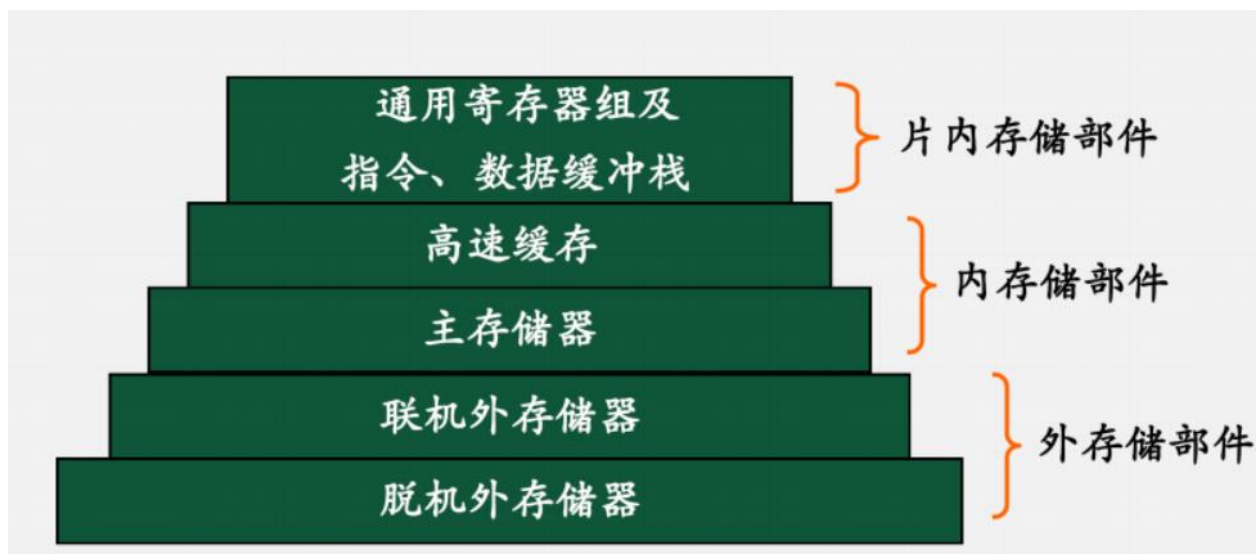 通用寄存器组及
指令、数据缓冲栈
片内存储部件
高速缓存
主存储器
内存储部件
联机外存储器
脱机外存储器
外存储部件